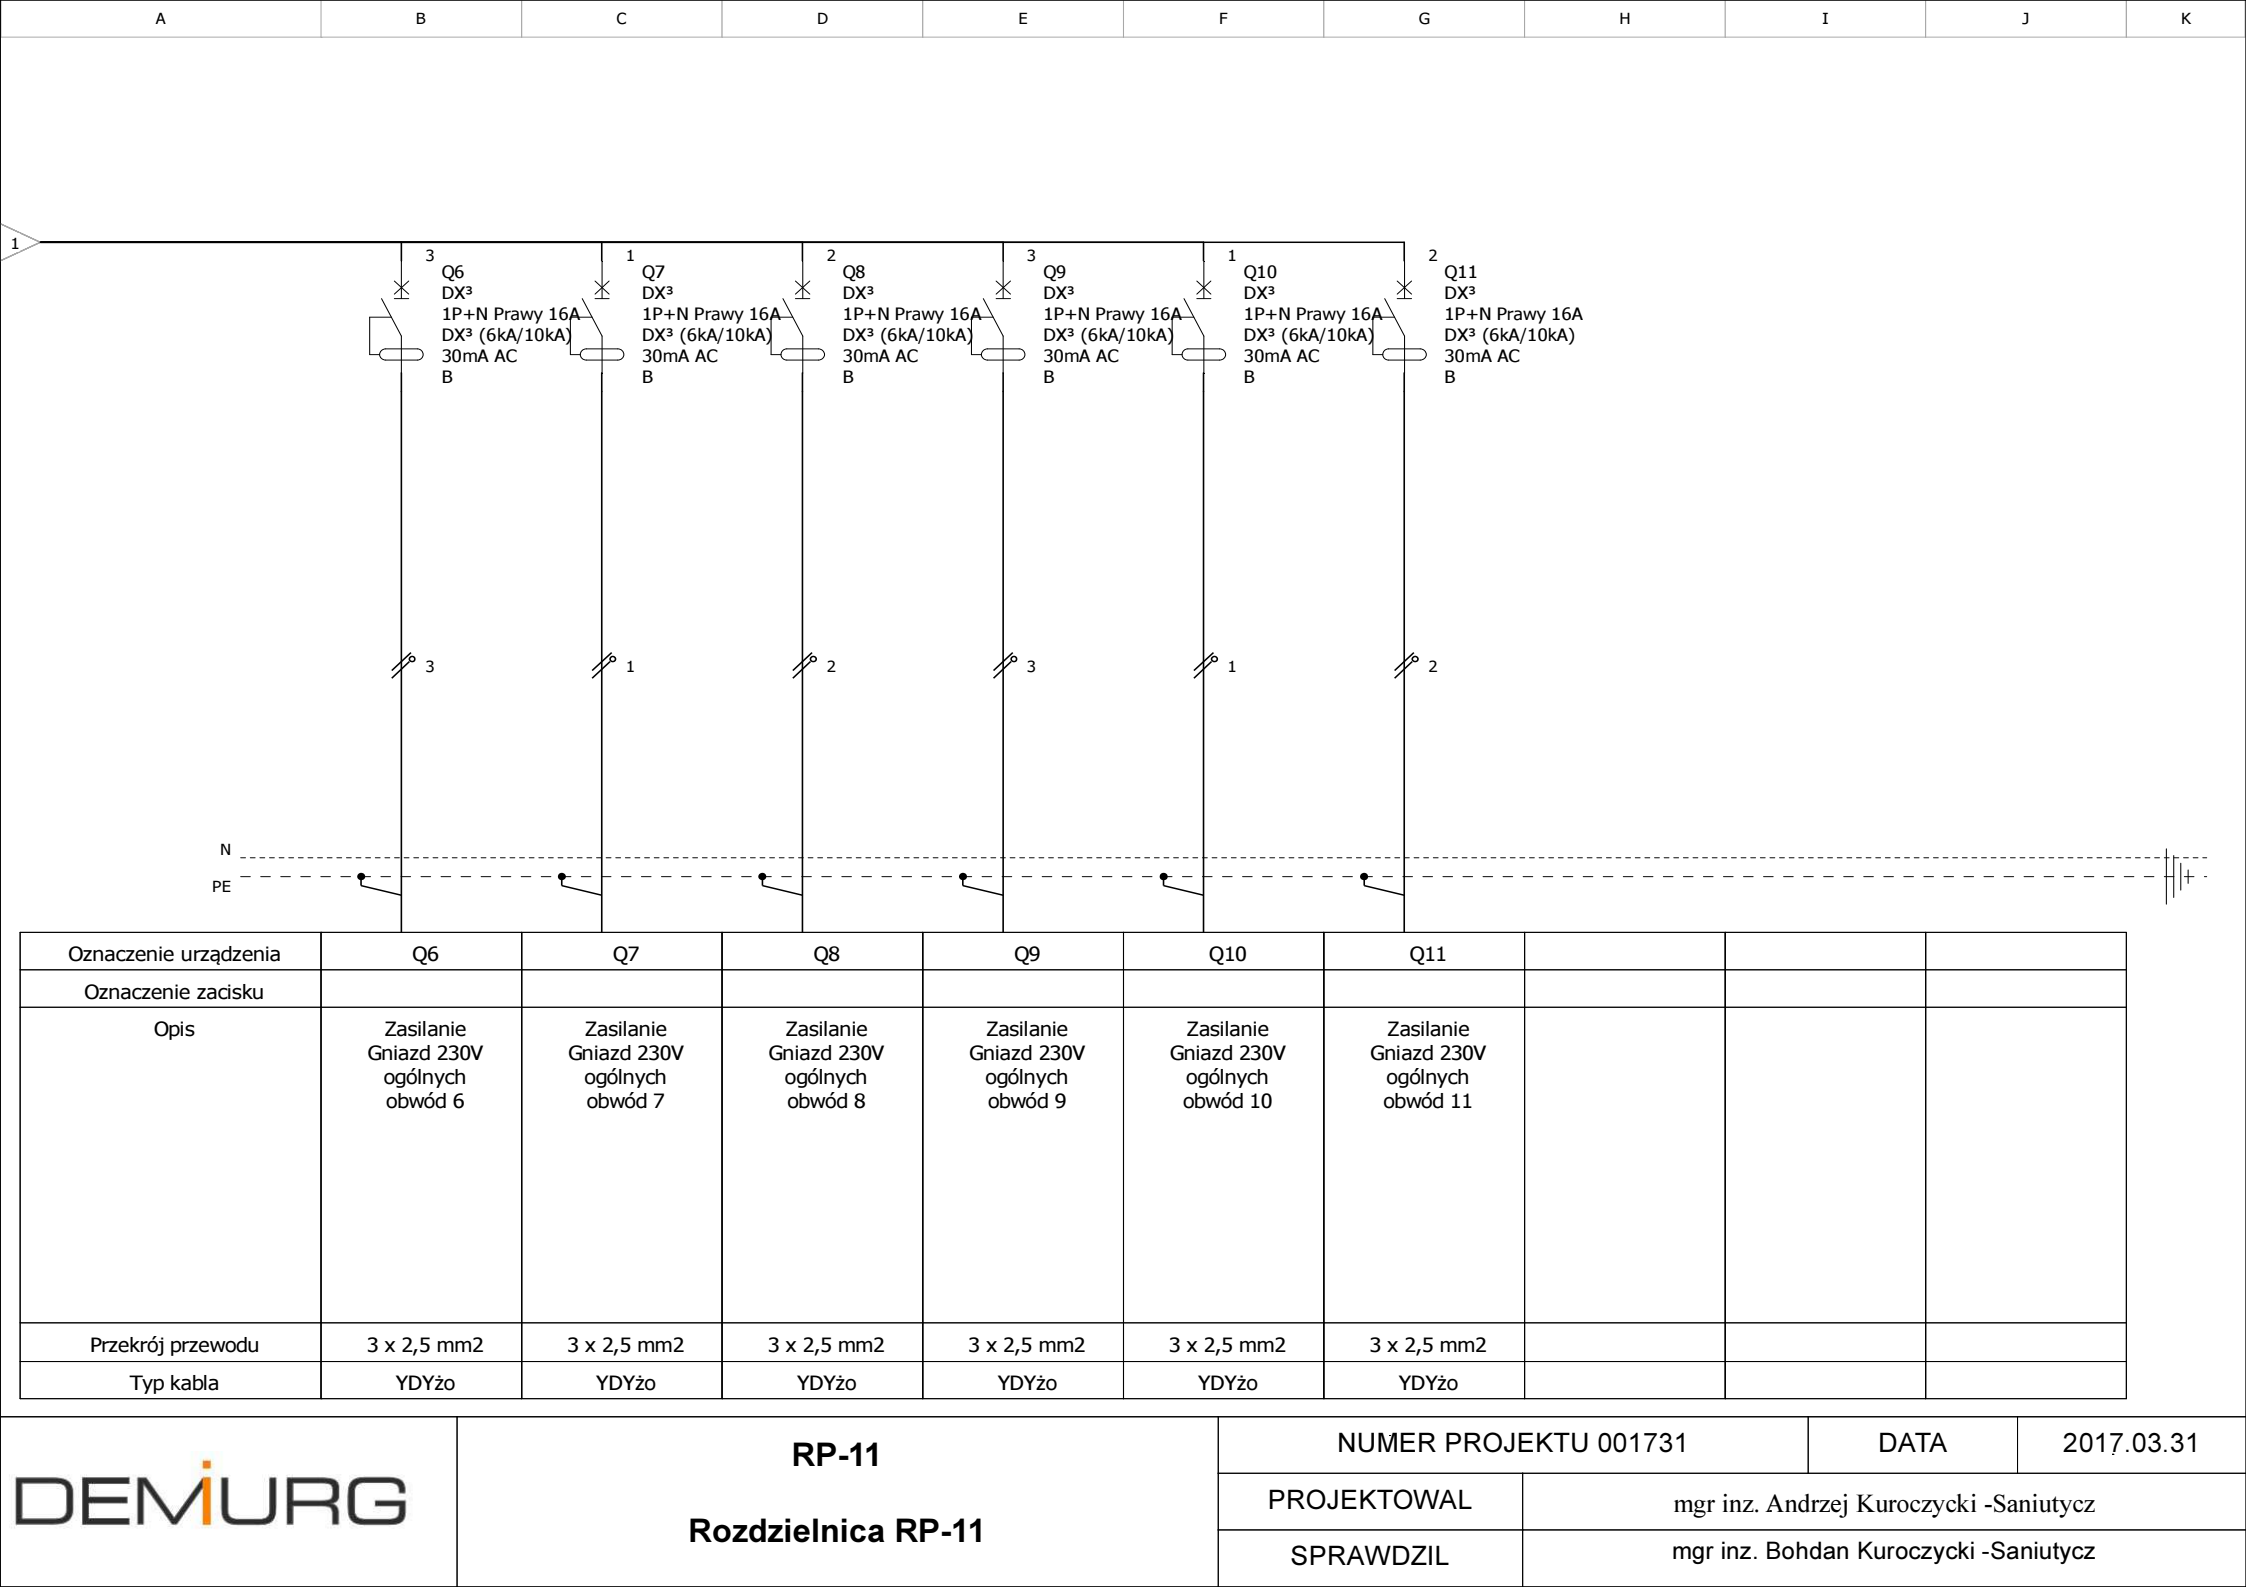 A B C D E F G H I J K
1
3 1 2 3 1 2
Q6
DX³
1P+N Prawy 16A
DX³ (6kA/10kA)
30mA AC
B
Q7
DX³
1P+N Prawy 16A
DX³ (6kA/10kA)
30mA AC
B
Q8
DX³
1P+N Prawy 16A
DX³ (6kA/10kA)
30mA AC
B
Q9
DX³
1P+N Prawy 16A
DX³ (6kA/10kA)
30mA AC
B
Q10
DX³
1P+N Prawy 16A
DX³ (6kA/10kA)
30mA AC
B
Q11
DX³
1P+N Prawy 16A
DX³ (6kA/10kA)
30mA AC
B
3 1 2 3 1 2
N
PE
Oznaczenie urządzenia Q6 Q7 Q8 Q9 Q10 Q11
Oznaczenie zacisku
Opis Zasilanie Zasilanie Zasilanie Zasilanie Zasilanie Zasilanie
Gniazd 230V Gniazd 230V Gniazd 230V Gniazd 230V Gniazd 230V Gniazd 230V
ogólnych ogólnych ogólnych ogólnych ogólnych ogólnych
obwód 6 obwód 7 obwód 8 obwód 9 obwód 10 obwód 11
Przekrój przewodu 3 x 2,5 mm2 3 x 2,5 mm2 3 x 2,5 mm2 3 x 2,5 mm2 3 x 2,5 mm2 3 x 2,5 mm2
Typ kabla YDYżo YDYżo YDYżo YDYżo YDYżo YDYżo
DEMiURG
RP-11
Rozdzielnica RP-11
NUMER PROJEKTU 001731 DATA 2017.03.31
PROJEKTOWAL mgr inz. Andrzej Kuroczycki -Saniutycz
SPRAWDZIL mgr inz. Bohdan Kuroczycki -Saniutycz